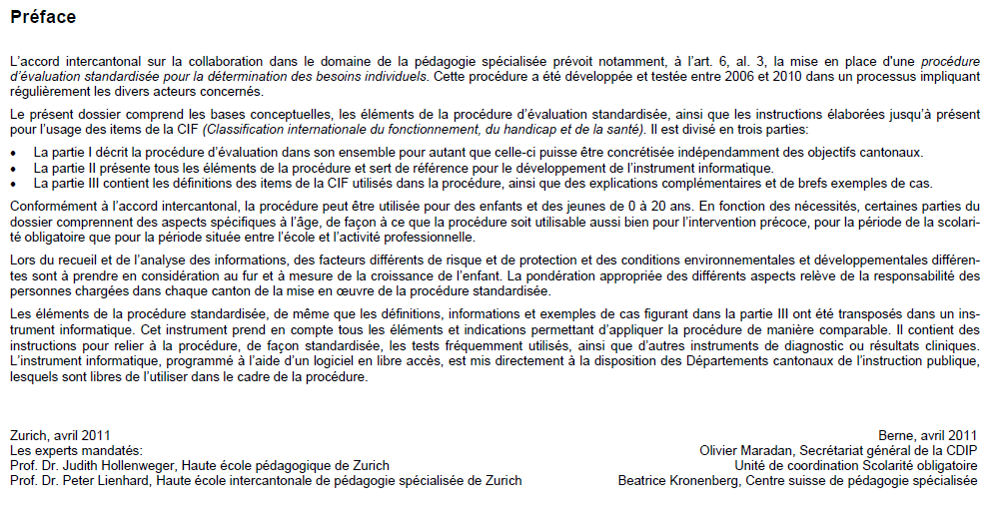 Préface
L'accord intercantonal sur la collaboration dans le domaine de la pédagogie spécialisée prévoit notamment, à l'art. 6, al. 3, la mise en place d'une procédure
d'évaluation standardisée pour la détermination des besoins individuels. Cette procédure a été développée et testée entre 2006 et 2010 dans un processus impliquant
régulièrement les divers acteurs concernés.
Le présent dossier comprend les bases conceptuelles, les éléments de la procédure d'évaluation standardisée, ainsi que les instructions élaborées jusqu'à présent
pour l'usage des items de la CIF (Classification internationale du fonctionnement, du handicap et de la santé). Il est divisé en trois parties:
• La partie I décrit la procédure d'évaluation dans son ensemble pour autant que celle-ci puisse être concrétisée indépendamment des objectifs cantonaux.
• La partie II présente tous les éléments de la procédure et sert de référence pour le développement de l'instrument informatique.
• La partie III contient les définitions des items de la CIF utilisés dans la procédure, ainsi que des explications complémentaires et de brefs exemples de cas.
Conformément à l'accord intercantonal, la procédure peut être utilisée pour des enfants et des jeunes de 0 à 20 ans. En fonction des nécessités, certaines parties du
dossier comprennent des aspects spécifiques à l'âge, de façon à ce que la procédure soit utilisable aussi bien pour l'intervention précoce, pour la période de la scolari-
té obligatoire que pour la période située entre l'école et l'activité professionnelle.
Lors du recueil et de l'analyse des informations, des facteurs différents de risque et de protection et des conditions environnementales et développementales différen-
tes sont à prendre en considération au fur et à mesure de la croissance de l'enfant. La pondération appropriée des différents aspects relève de la responsabilité des
personnes chargées dans chaque canton de la mise en œuvre de la procédure standardisée.
Les éléments de la procédure standardisée, de même que les définitions, informations et exemples de cas figurant dans la partie III ont été transposés dans un ins-
trument informatique. Cet instrument prend en compte tous les éléments et indications permettant d'appliquer la procédure de manière comparable. Il contient des
instructions pour relier à la procédure, de façon standardisée, les tests fréquemment utilisés, ainsi que d'autres instruments de diagnostic ou résultats cliniques.
L'instrument informatique, programmé à l'aide d'un logiciel en libre accès, est mis directement à la disposition des Départements cantonaux de l'instruction publique,
lesquels sont libres de l'utiliser dans le cadre de la procédure.
Zurich, avril 2011
Les experts mandatés:
Prof. Dr. Judith Hollenweger, Haute école pédagogique de Zurich
Prof. Dr. Peter Lienhard, Haute école intercantonale de pédagogie spécialisée de Zurich
Berne, avril 2011
Olivier Maradan, Secrétariat général de la CDIP
Unité de coordination Scolarité obligatoire
Beatrice Kronenberg, Centre suisse de pédagogie spécialisée